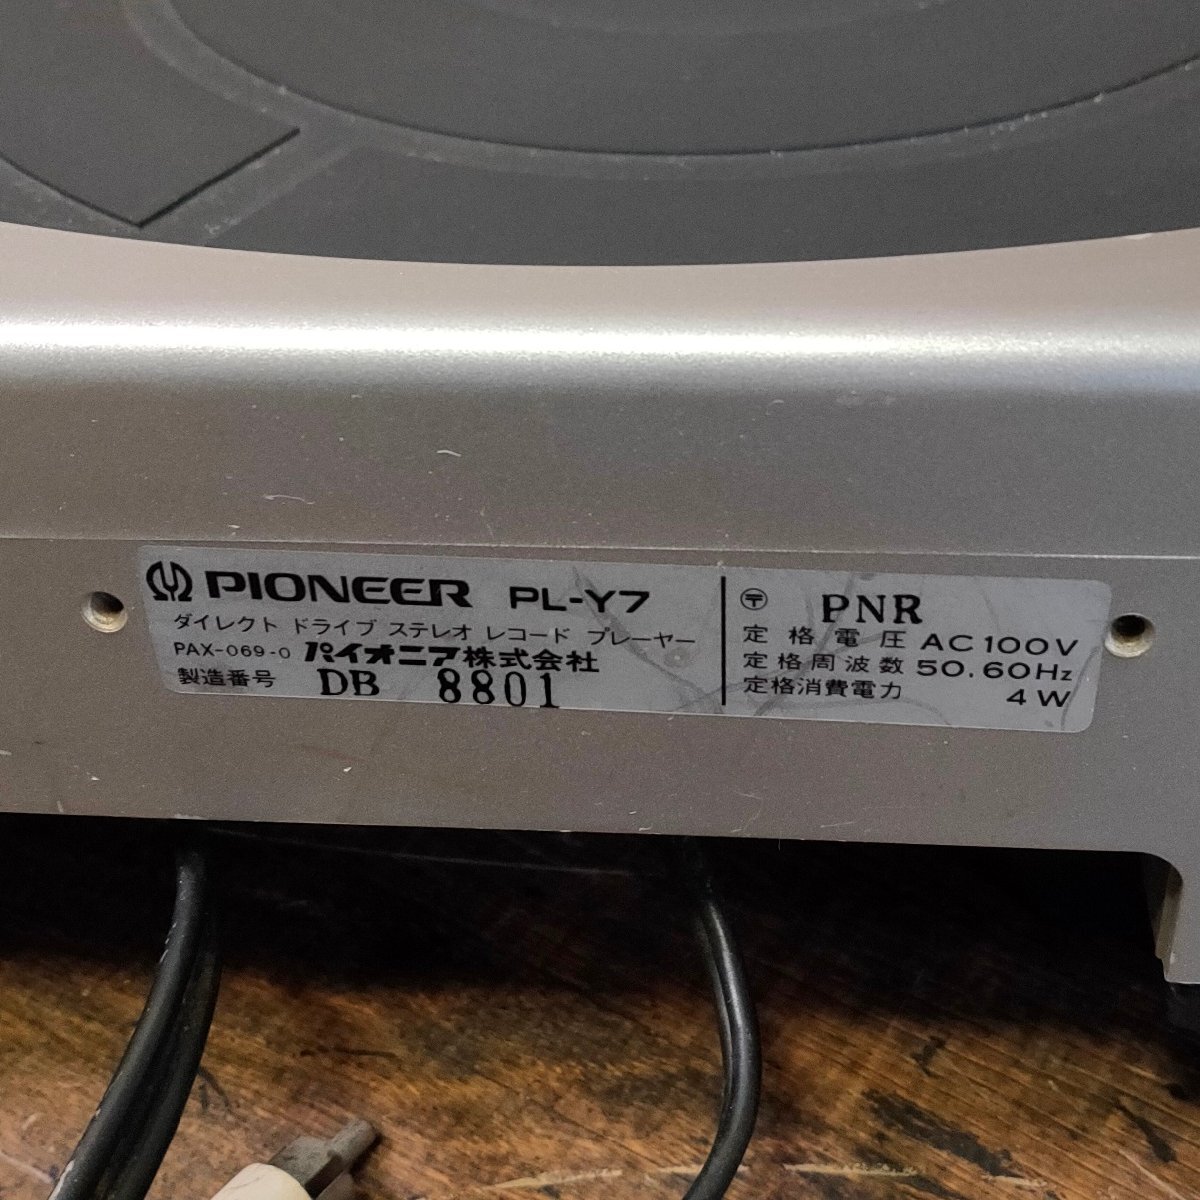 PIONEER PL-Y7
ダイレクト ドライブ ステレオ レコード プレーヤー
PAX-069-0 パイオニア株式会社
製造番号 DB 8801
〒 PNR
定格電圧 AC100V
定格周波数 50.60Hz
定格消費電力 4W